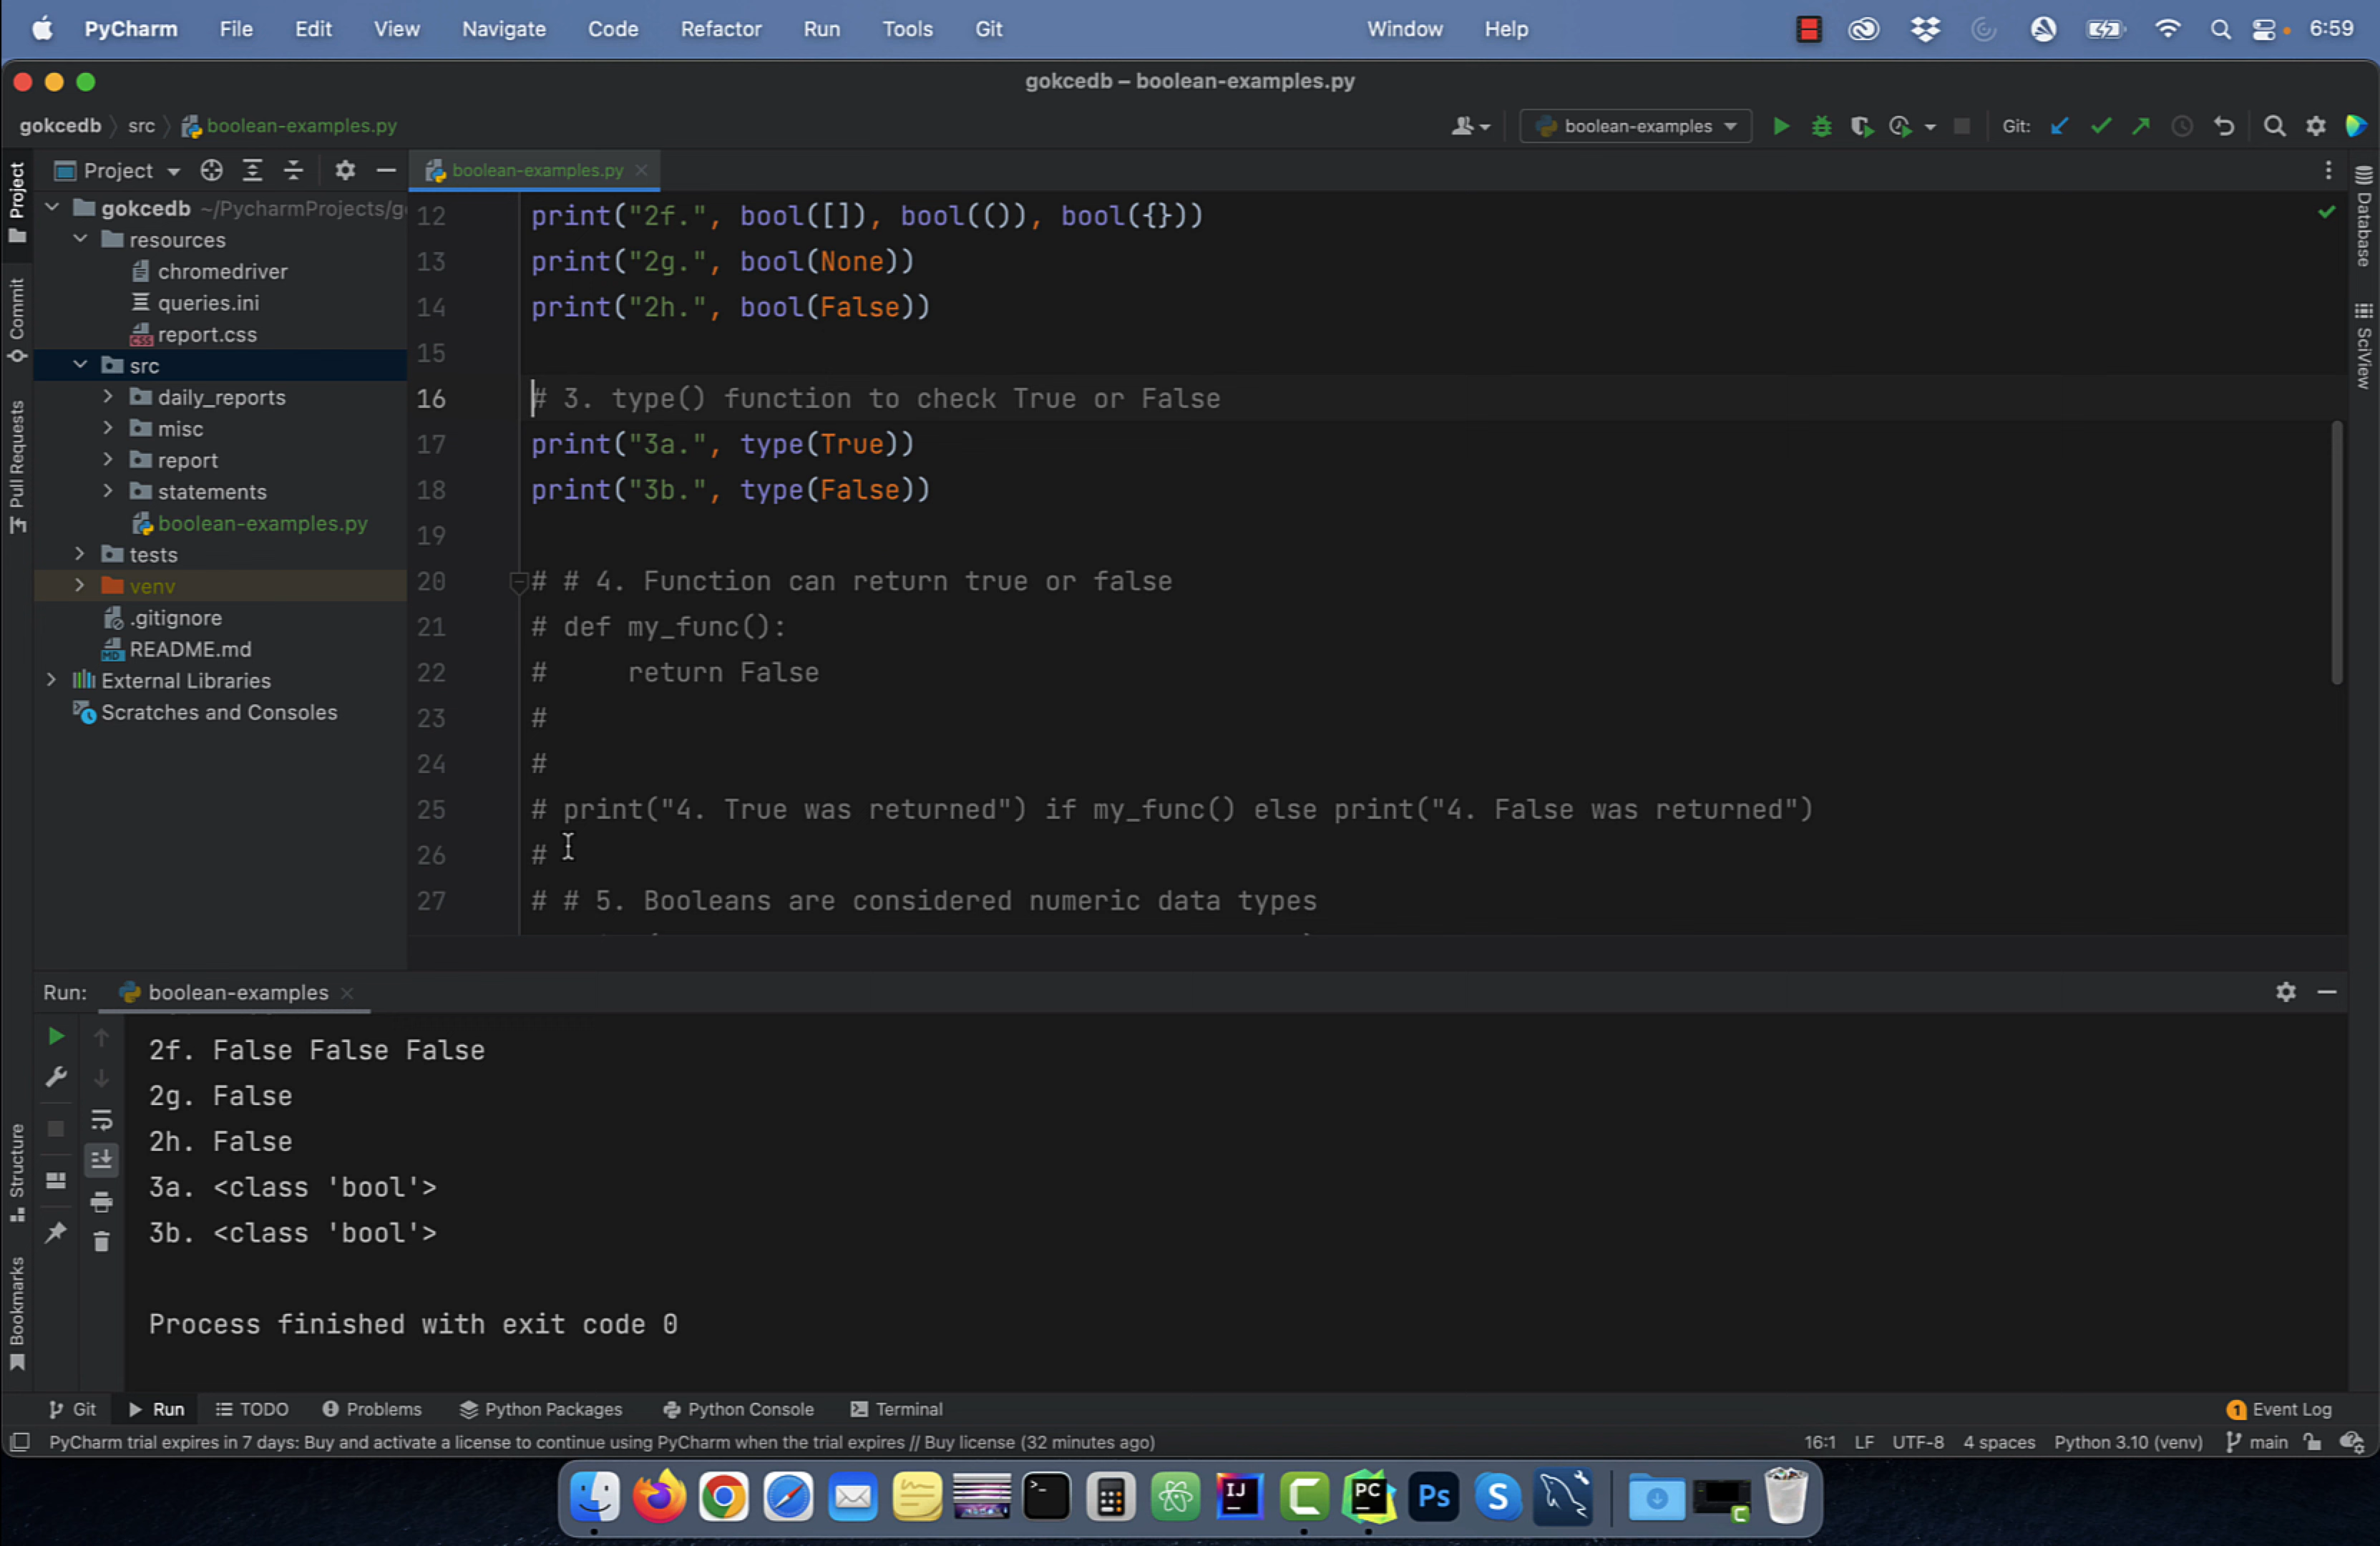 PyCharm File Edit View Navigate Code Refactor Run Tools Git Window Help 6:59
gokcedb – boolean-examples.py
gokcedb src boolean-examples.py boolean-examples Git:
Project boolean-examples.py
gokcedb ~/PycharmProjects/g
resources
chromedriver
queries.ini
report.css
src
daily_reports
misc
report
statements
boolean-examples.py
tests
venv
.gitignore
README.md
External Libraries
Scratches and Consoles
Project
Commit
Pull Requests
Structure
Bookmarks
Database
SciView
12 print("2f.", bool([]), bool(()), bool({}))
13 print("2g.", bool(None))
14 print("2h.", bool(False))
15
16 # 3. type() function to check True or False
17 print("3a.", type(True))
18 print("3b.", type(False))
19
20 # # 4. Function can return true or false
21 # def my_func():
22 #     return False
23 #
24 #
25 # print("4. True was returned") if my_func() else print("4. False was returned")
26 #
27 # # 5. Booleans are considered numeric data types
Run: boolean-examples
2f. False False False
2g. False
2h. False
3a. <class 'bool'>
3b. <class 'bool'>
Process finished with exit code 0
Git Run TODO Problems Python Packages Python Console Terminal 1 Event Log
PyCharm trial expires in 7 days: Buy and activate a license to continue using PyCharm when the trial expires // Buy license (32 minutes ago) 16:1 LF UTF-8 4 spaces Python 3.10 (venv) main
IJ C PC Ps S